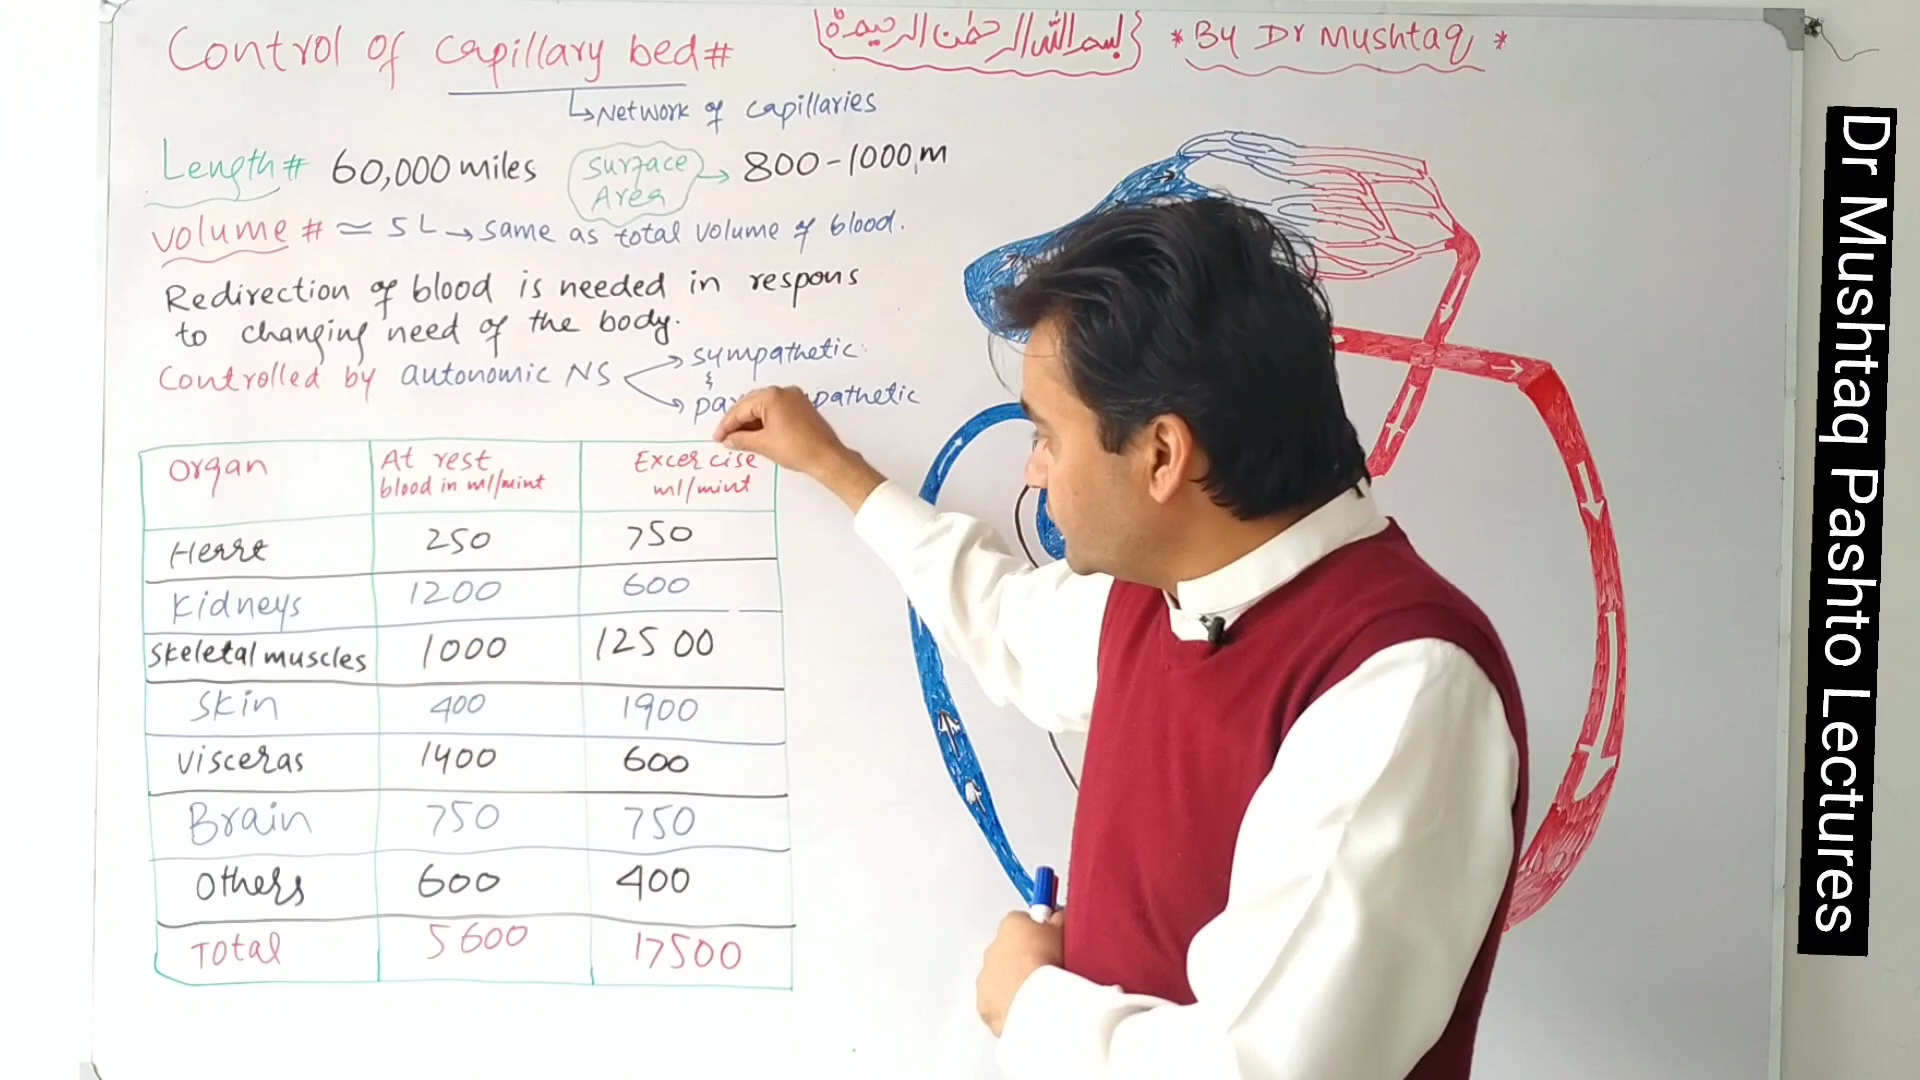 Control of capillary bed#
بسم اللہ الرحمٰن الرحیم
*By Dr Mushtaq*
↳Network of capillaries
Length# 60,000 miles
Surface Area → 800-1000,m
volume # ≃ 5 L → same as total volume of blood.
Redirection of blood is needed in respons
to changing need of the body.
Controlled by autonomic NS
sympathetic
&
Organ | At rest blood in ml/mint | Excercise ml/mint
Heart | 250 | 750
Kidneys | 1200 | 600
Skeletal muscles | 1000 | 12500
Skin | 400 | 1900
visceras | 1400 | 600
Brain | 750 | 750
Others | 600 | 400
Total | 5600 | 17500
Dr Mushtaq Pashto Lectures